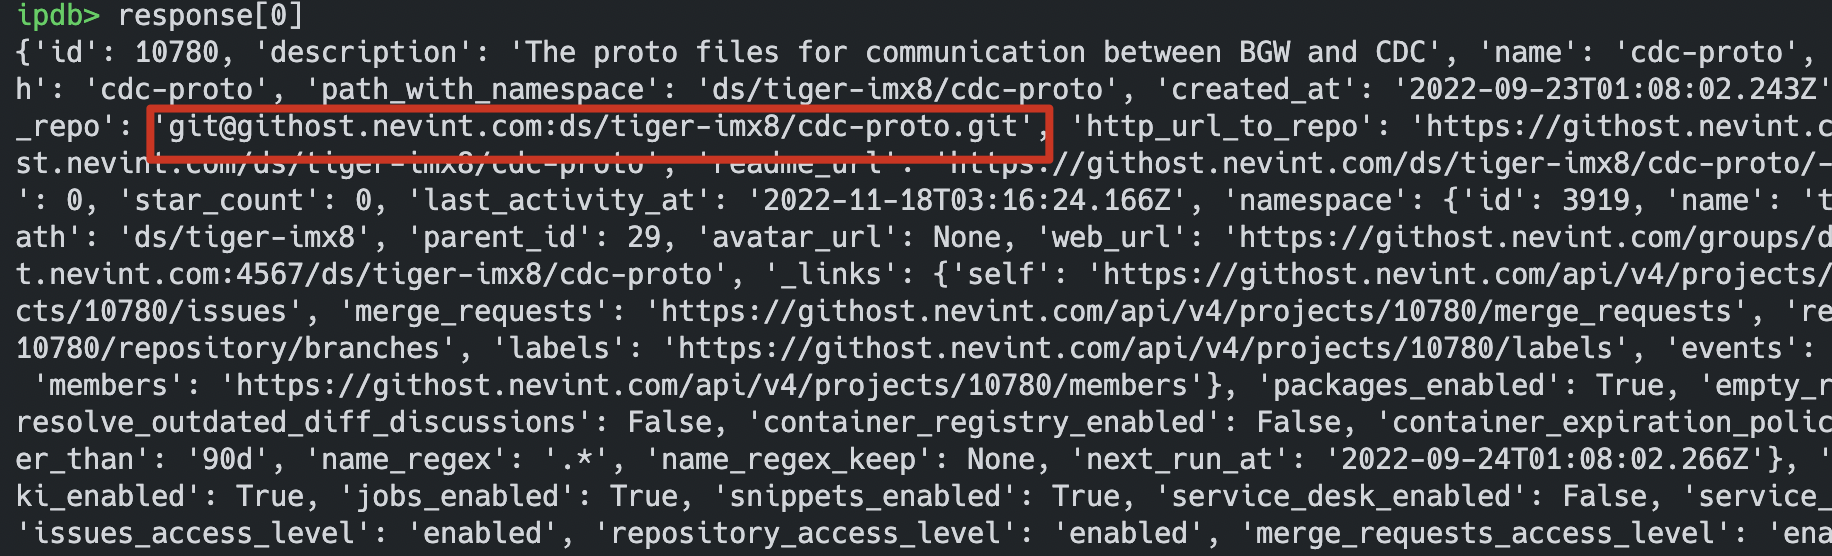 ipdb> response[0]
{'id': 10780, 'description': 'The proto files for communication between BGW and CDC', 'name': 'cdc-proto',
h': 'cdc-proto', 'path_with_namespace': 'ds/tiger-imx8/cdc-proto', 'created_at': '2022-09-23T01:08:02.243Z'
_repo': 'git@githost.nevint.com:ds/tiger-imx8/cdc-proto.git', 'http_url_to_repo': 'https://githost.nevint.c
st.nevint.com/ds/tiger-imx8/cdc-proto', 'readme_url': 'https://githost.nevint.com/ds/tiger-imx8/cdc-proto/-
': 0, 'star_count': 0, 'last_activity_at': '2022-11-18T03:16:24.166Z', 'namespace': {'id': 3919, 'name': 't
ath': 'ds/tiger-imx8', 'parent_id': 29, 'avatar_url': None, 'web_url': 'https://githost.nevint.com/groups/d
t.nevint.com:4567/ds/tiger-imx8/cdc-proto', '_links': {'self': 'https://githost.nevint.com/api/v4/projects/
cts/10780/issues', 'merge_requests': 'https://githost.nevint.com/api/v4/projects/10780/merge_requests', 're
10780/repository/branches', 'labels': 'https://githost.nevint.com/api/v4/projects/10780/labels', 'events':
'members': 'https://githost.nevint.com/api/v4/projects/10780/members'}, 'packages_enabled': True, 'empty_r
resolve_outdated_diff_discussions': False, 'container_registry_enabled': False, 'container_expiration_polic
er_than': '90d', 'name_regex': '.*', 'name_regex_keep': None, 'next_run_at': '2022-09-24T01:08:02.266Z'}, '
ki_enabled': True, 'jobs_enabled': True, 'snippets_enabled': True, 'service_desk_enabled': False, 'service_
'issues_access_level': 'enabled', 'repository_access_level': 'enabled', 'merge_requests_access_level': 'ena